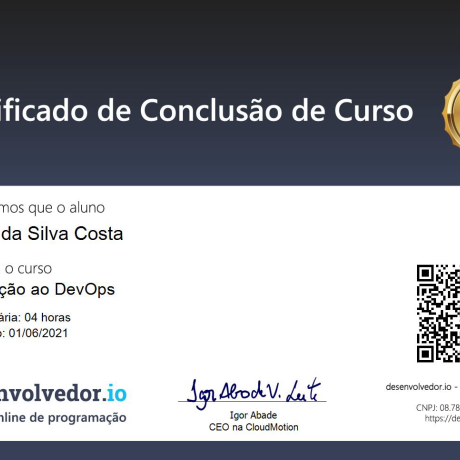 ificado de Conclusão de Curso
mos que o aluno
da Silva Costa
o curso
ção ao DevOps
ária: 04 horas
o: 01/06/2021
nvolvedor.io
nline de programação
Igor Abade V. Leite
Igor Abade
CEO na CloudMotion
desenvolvedor.io -
CNPJ: 08.78
https://de